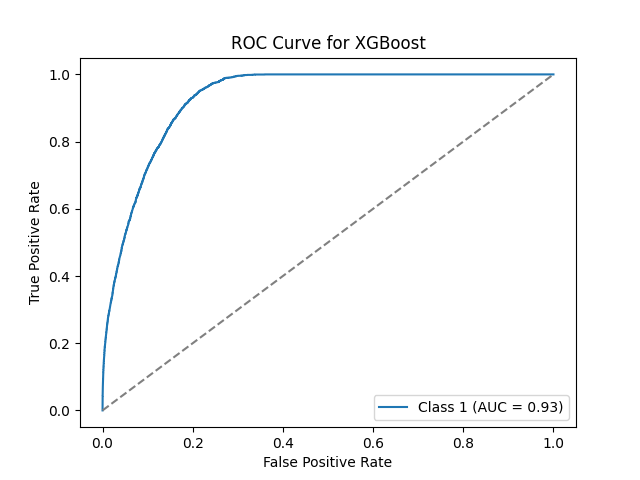 ROC Curve for XGBoost
True Positive Rate
1.0
0.8
0.6
0.4
0.2
0.0
Class 1 (AUC = 0.93)
0.0 0.2 0.4 0.6 0.8 1.0
False Positive Rate